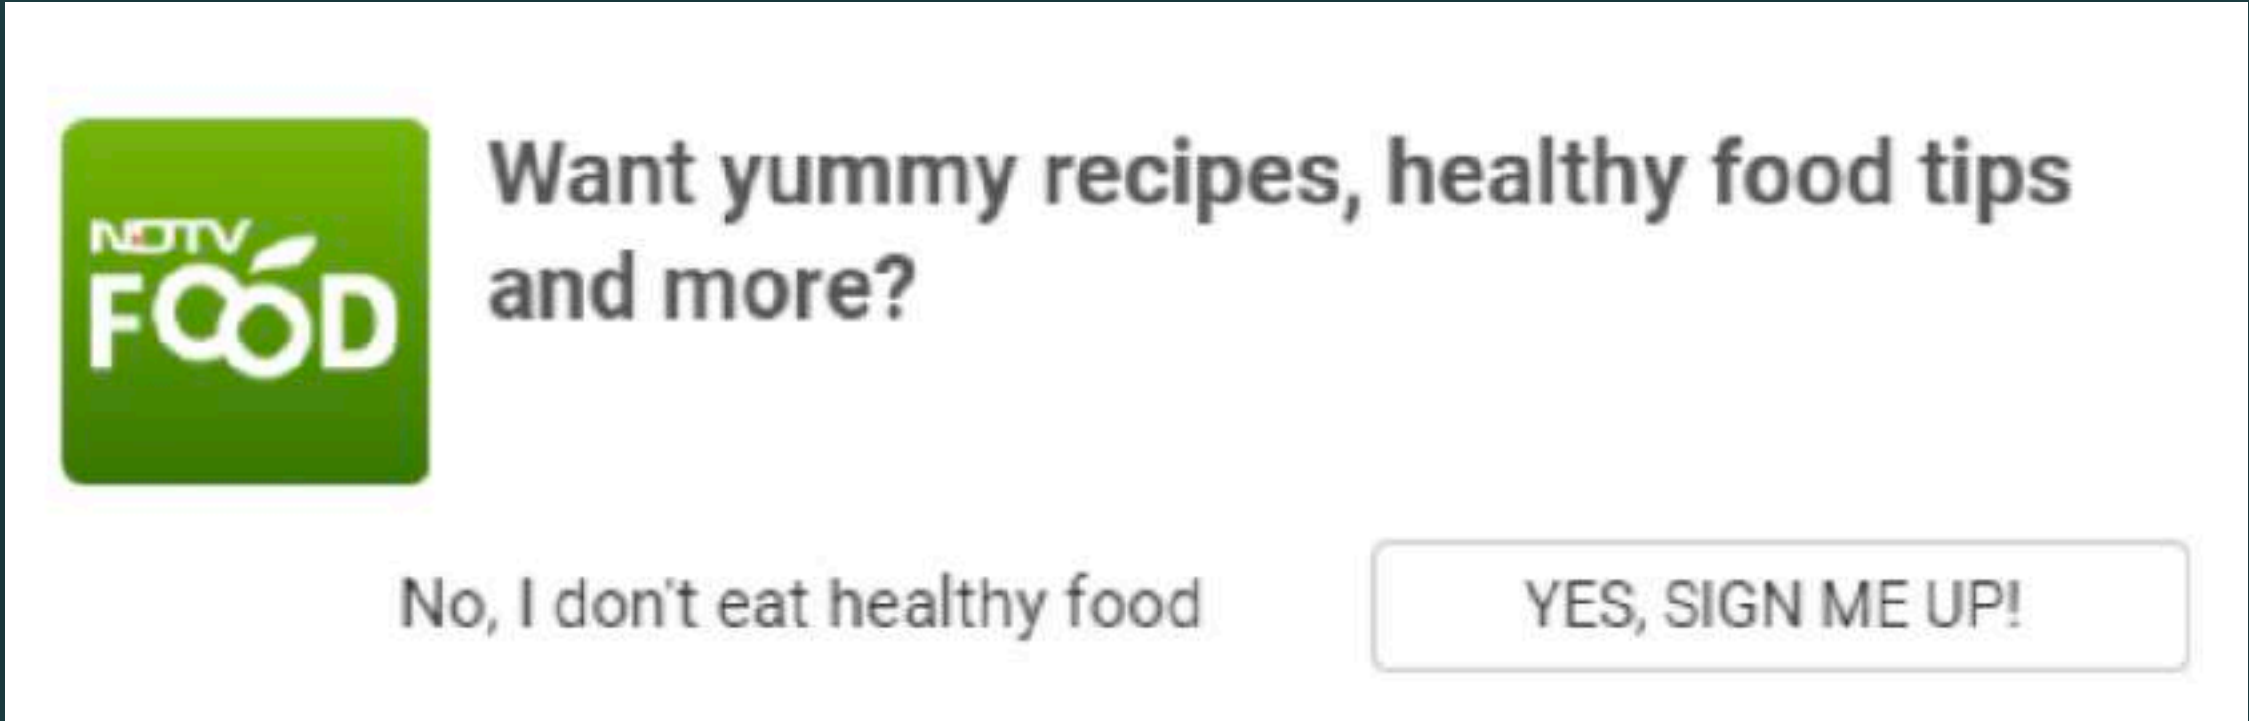 NDTV
FOOD
Want yummy recipes, healthy food tips
and more?
No, I don't eat healthy food
YES, SIGN ME UP!